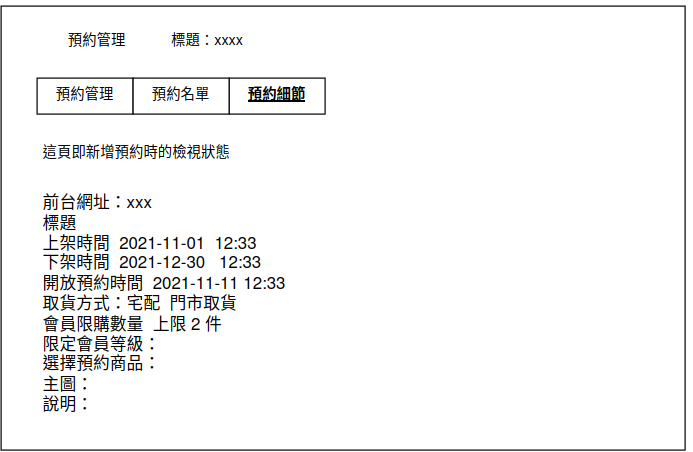 預約管理 標題：xxxx
預約管理 預約名單 預約細節
這頁即新增預約時的檢視狀態
前台網址：xxx
標題
上架時間 2021-11-01 12:33
下架時間 2021-12-30 12:33
開放預約時間 2021-11-11 12:33
取貨方式：宅配 門市取貨
會員限購數量 上限 2 件
限定會員等級：
選擇預約商品：
主圖：
說明：